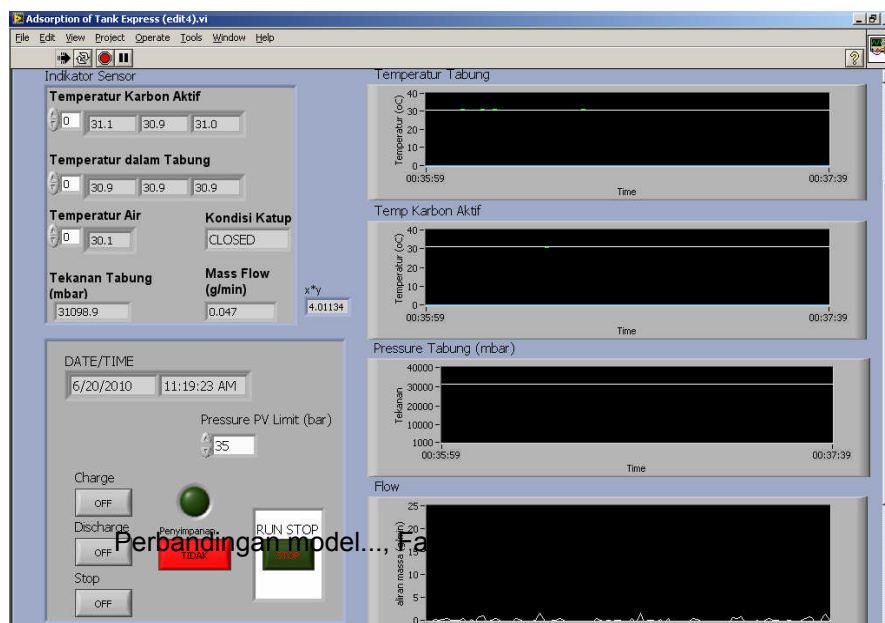 Adsorption of Tank Express (edit4).vi
File Edit View Project Operate Tools Window Help
Indikator Sensor
Temperatur Karbon Aktif
0 31.1 30.9 31.0
Temperatur dalam Tabung
0 30.9 30.9 30.9
Temperatur Air Kondisi Katup
0 30.1 CLOSED
Tekanan Tabung (mbar) Mass Flow (g/min) x*y
31098.9 0.047 4.01134
DATE/TIME
6/20/2010 11:19:23 AM
Pressure PV Limit (bar)
35
Charge
OFF
Discharge Penyimpanan RUN STOP
OFF TIDAK STOP
Stop
OFF
Perbandingan model..., Fa
Temperatur Tabung
Temperatur (oC)
40
30
20
10
0
00:35:59 00:37:39
Time
Temp Karbon Aktif
Temperatur (oC)
40
30
20
10
0
00:35:59 00:37:39
Time
Pressure Tabung (mbar)
Tekanan
40000
30000
20000
10000
1000
00:35:59 00:37:39
Time
Flow
aliran massa (g/min)
25
20
15
10
5
0